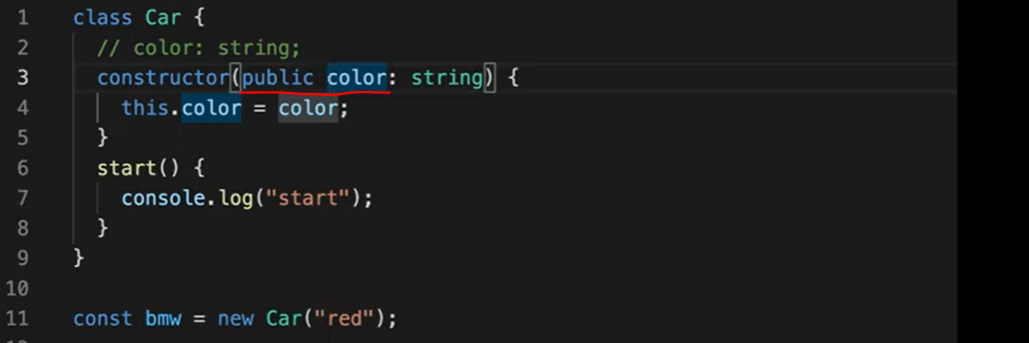 1 class Car {
2 // color: string;
3 constructor(public color: string) {
4 this.color = color;
5 }
6 start() {
7 console.log("start");
8 }
9 }
10
11 const bmw = new Car("red");